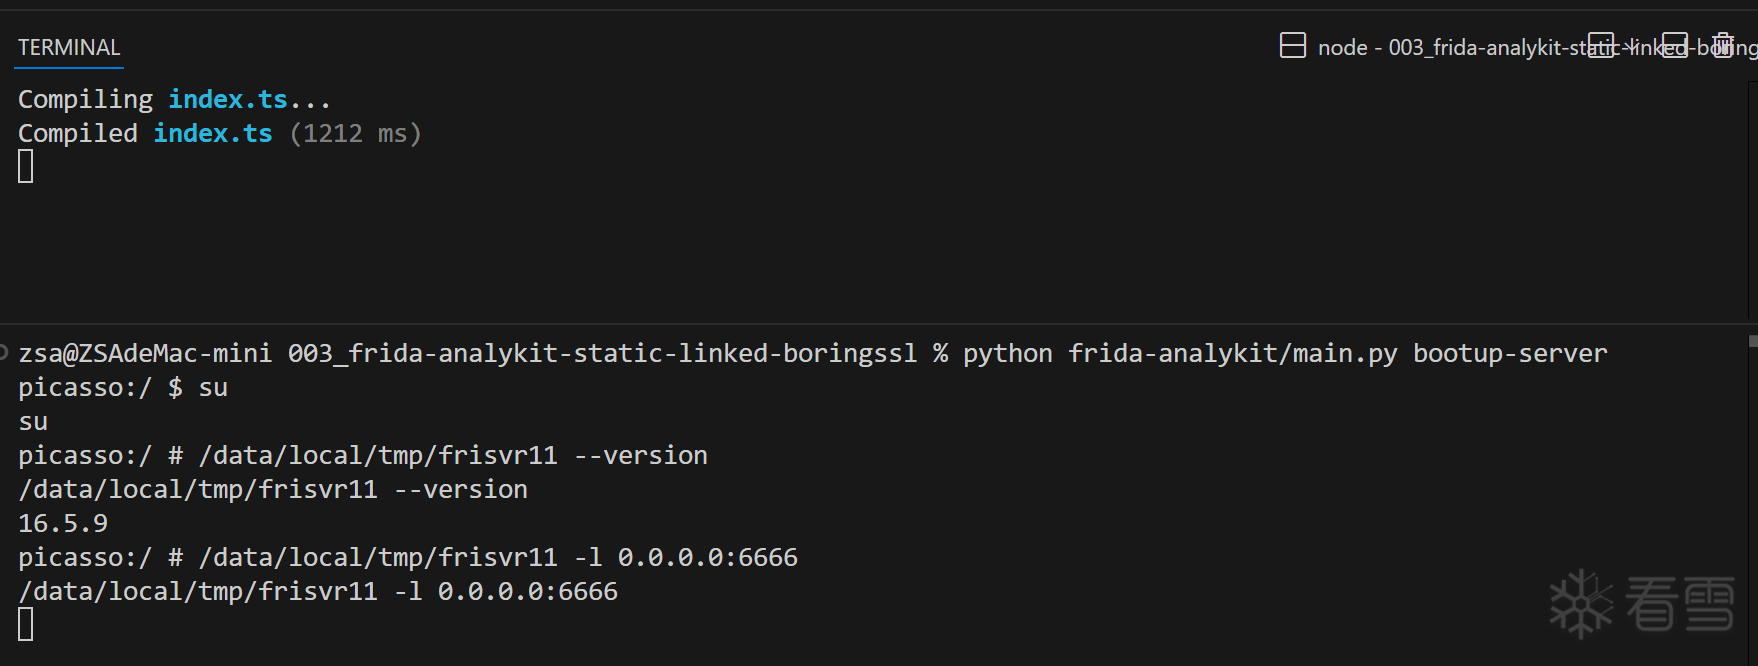 TERMINAL
node - 003_frida-analykit-static-linked-boring
Compiling index.ts...
Compiled index.ts (1212 ms)
zsa@ZSAdeMac-mini 003_frida-analykit-static-linked-boringssl % python frida-analykit/main.py bootup-server
picasso:/ $ su
su
picasso:/ # /data/local/tmp/frisvr11 --version
/data/local/tmp/frisvr11 --version
16.5.9
picasso:/ # /data/local/tmp/frisvr11 -l 0.0.0.0:6666
/data/local/tmp/frisvr11 -l 0.0.0.0:6666
看雪